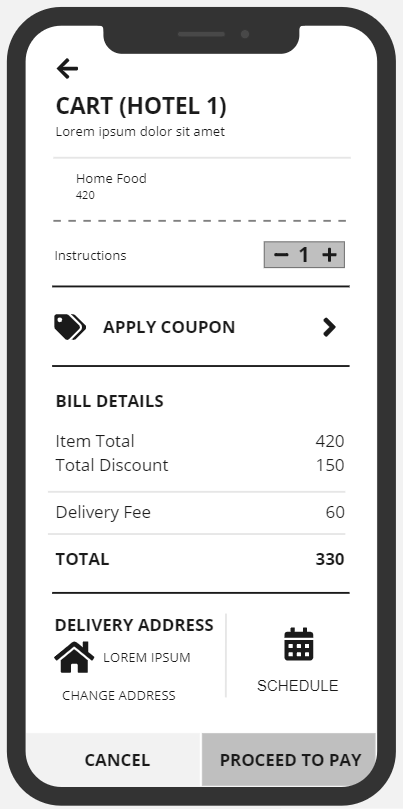 CART (HOTEL 1)
Lorem ipsum dolor sit amet
Home Food
420
Instructions
1
APPLY COUPON
BILL DETAILS
Item Total 420
Total Discount 150
Delivery Fee 60
TOTAL 330
DELIVERY ADDRESS
LOREM IPSUM
CHANGE ADDRESS
SCHEDULE
CANCEL
PROCEED TO PAY